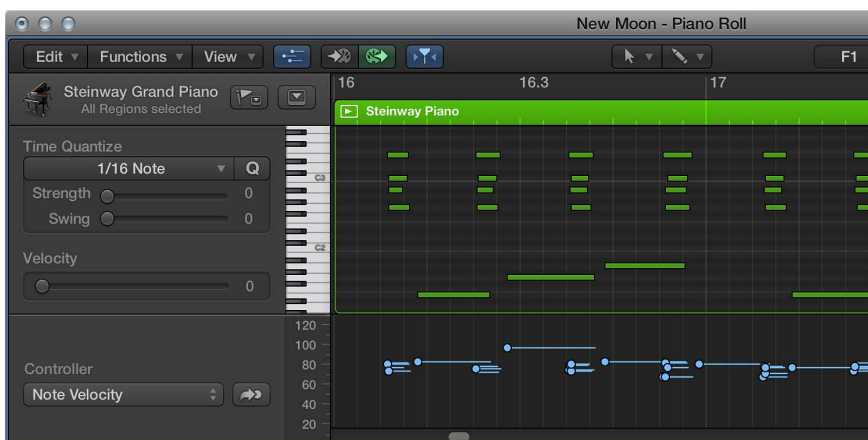 New Moon - Piano Roll
Edit Functions View F1
Steinway Grand Piano
All Regions selected
16 16.3 17
Steinway Piano
Time Quantize
1/16 Note Q
Strength 0
Swing 0
C3
C2
Velocity
0
120
100
80
60
40
20
Controller
Note Velocity